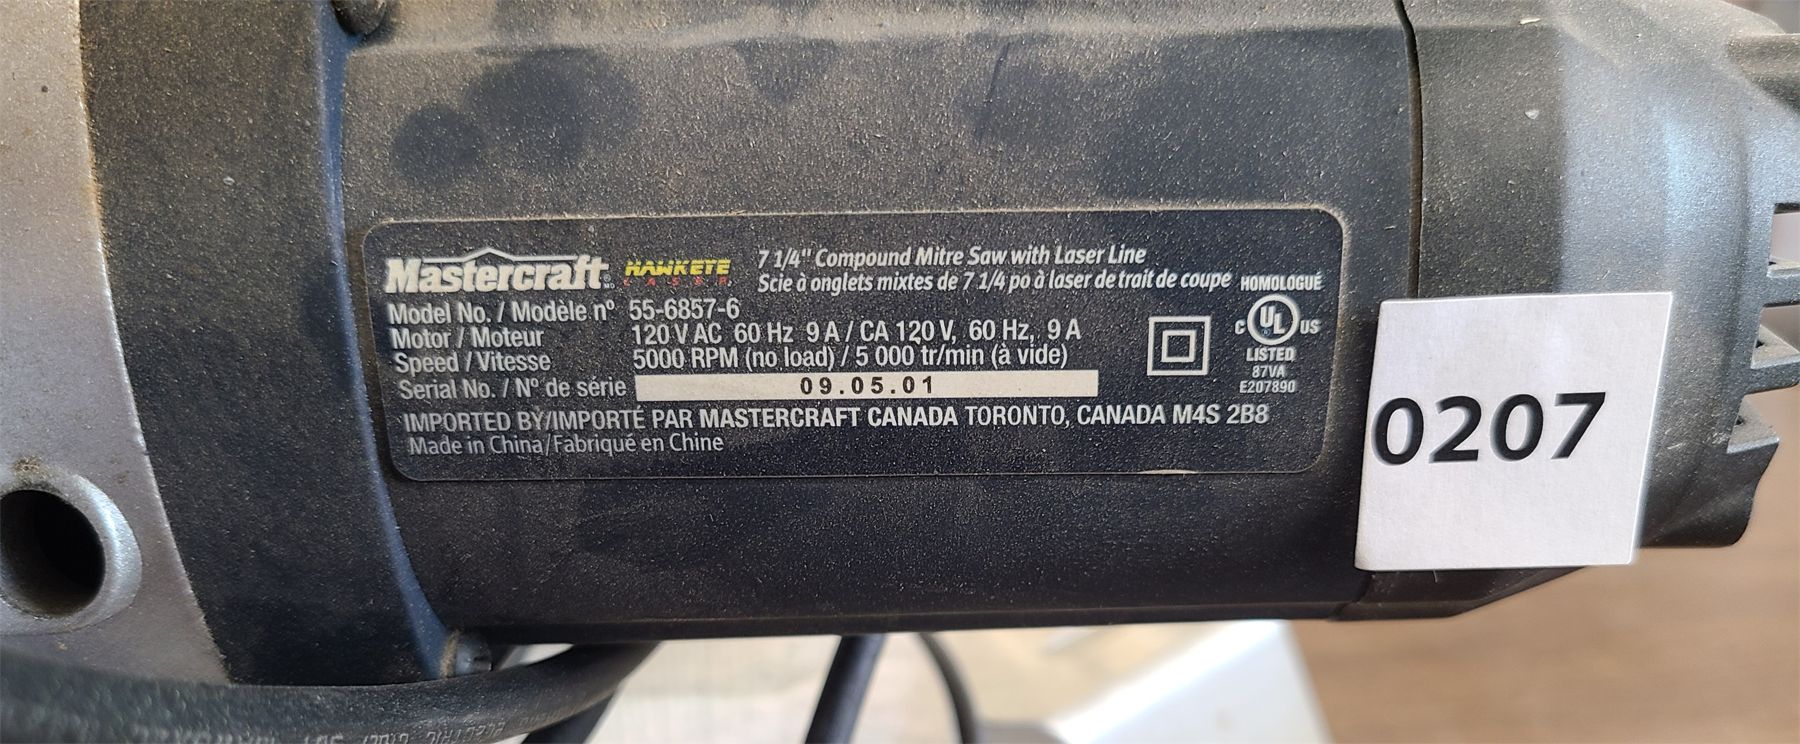 Mastercraft MD HAWKEYE LASER
7 1/4" Compound Mitre Saw with Laser Line
Scie à onglets mixtes de 7 1/4 po à laser de trait de coupe
Model No. / Modèle nº 55-6857-6
Motor / Moteur 120 V AC 60 Hz 9 A / CA 120 V, 60 Hz, 9 A
Speed / Vitesse 5000 RPM (no load) / 5 000 tr/min (à vide)
Serial No. / Nº de série 09.05.01
IMPORTED BY/IMPORTÉ PAR MASTERCRAFT CANADA TORONTO, CANADA M4S 2B8
Made in China/Fabriqué en Chine
HOMOLOGUÉ
C UL US
LISTED
87VA
E207890
0207